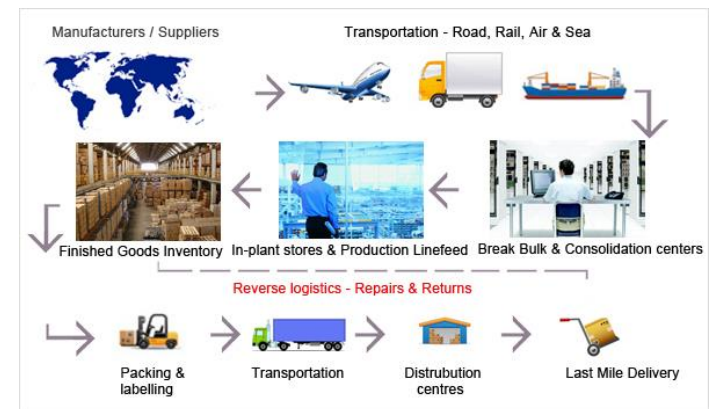 Manufacturers / Suppliers
Transportation - Road, Rail, Air & Sea
Finished Goods Inventory
In-plant stores & Production Linefeed
Break Bulk & Consolidation centers
Reverse logistics - Repairs & Returns
Packing &
labelling
Transportation
Distrubution
centres
Last Mile Delivery